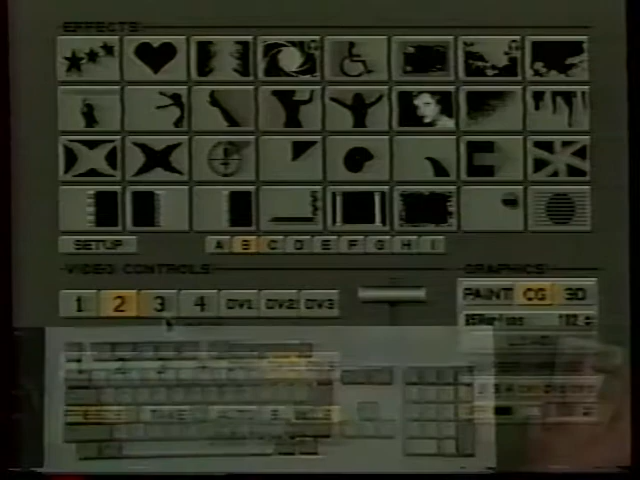 EFFECTS
SETUP A B C D E F G H I
VIDEO CONTROLS
GRAPHICS
1 2 3 4 DV1 DV2 DV3
PAINT CG 3D